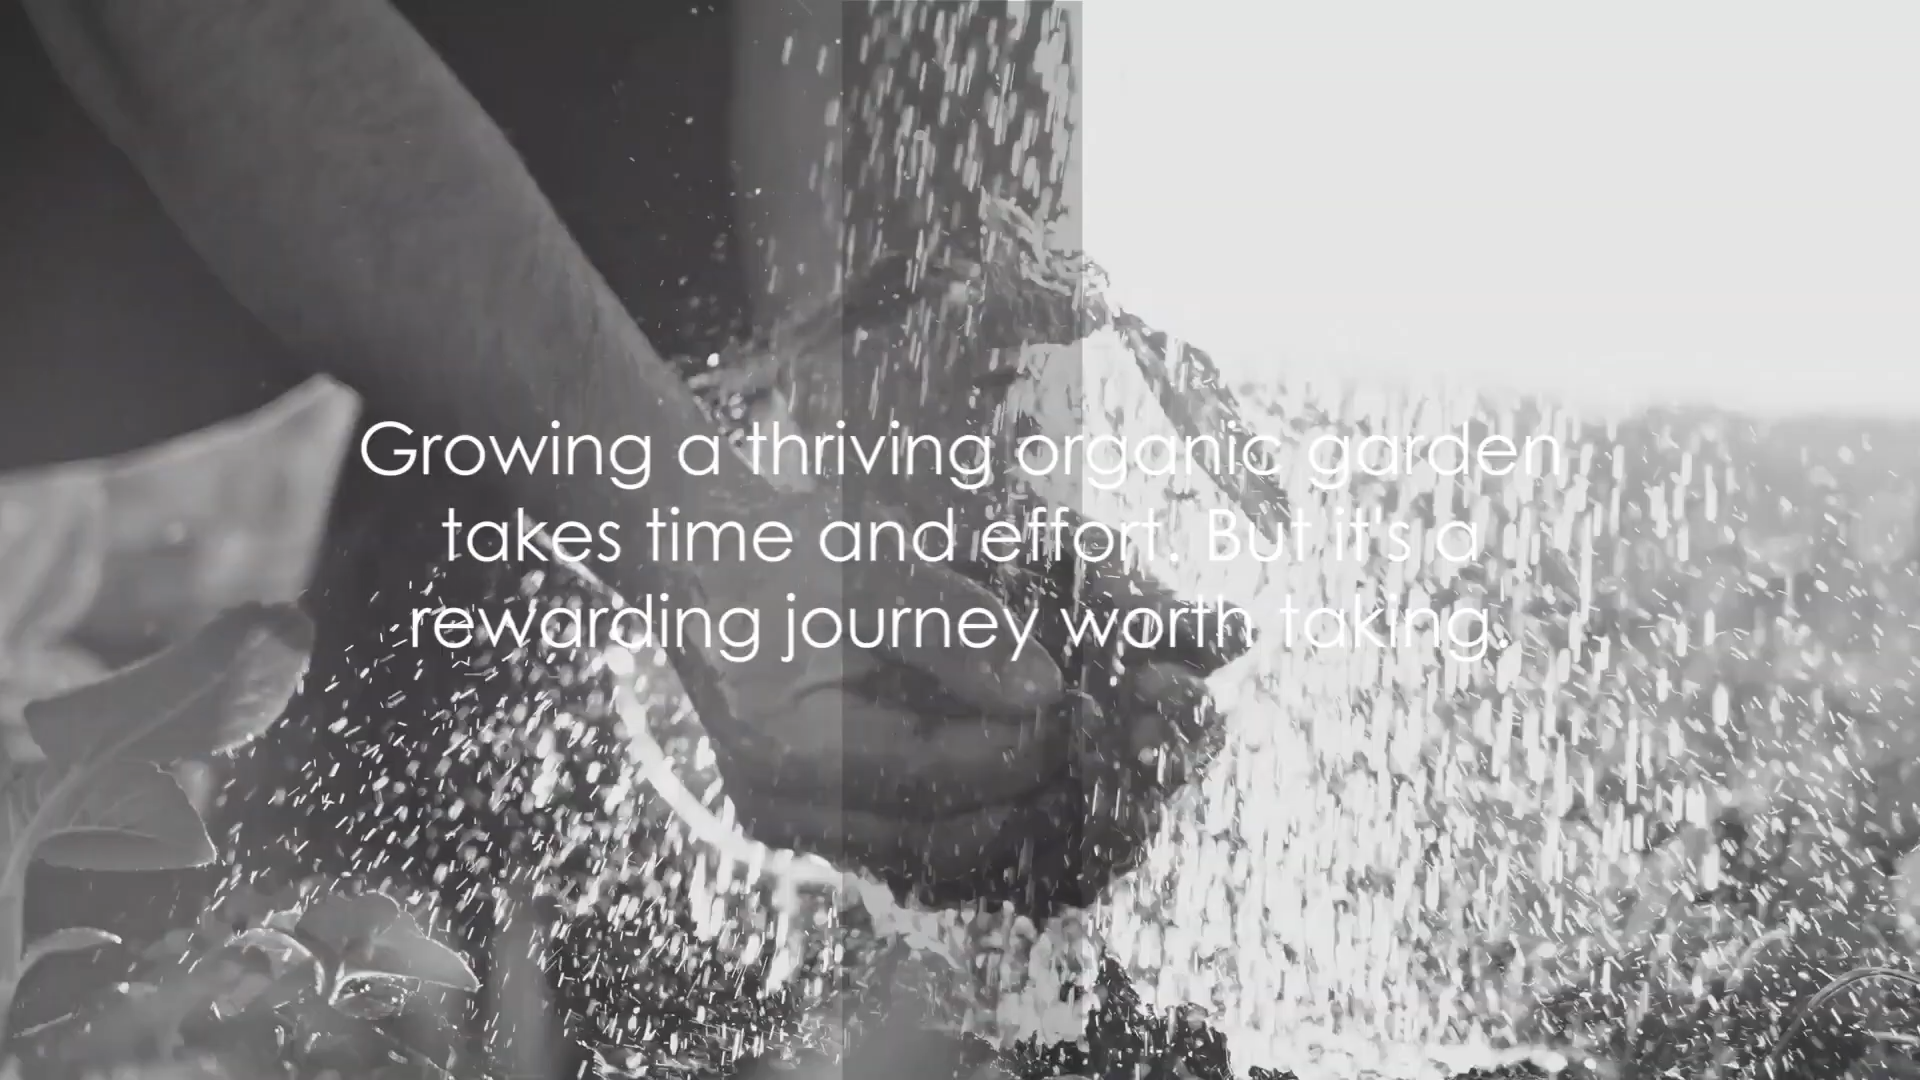 Growing a thriving organic garden
takes time and effort. But it's a
rewarding journey worth taking.